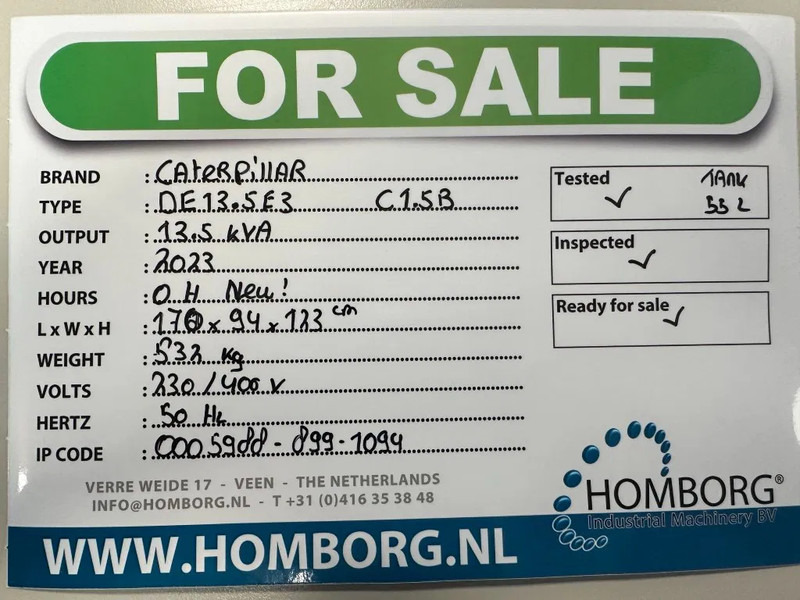 FOR SALE
BRAND : CATERPILLAR
TYPE : DE13.5E3 C1.5B
OUTPUT : 13.5 kVA
YEAR : 2023
HOURS : 0 H New!
L x W x H : 170 x 94 x 123 cm
WEIGHT : 532 kg
VOLTS : 230/400 V
HERTZ : 50 Hz
IP CODE : 0005988-899-1094
Tested ✓ TANK
55 L
Inspected ✓
Ready for sale ✓
VERRE WEIDE 17 - VEEN - THE NETHERLANDS
INFO@HOMBORG.NL - T +31 (0)416 35 38 48
HOMBORG®
Industrial Machinery BV
WWW.HOMBORG.NL